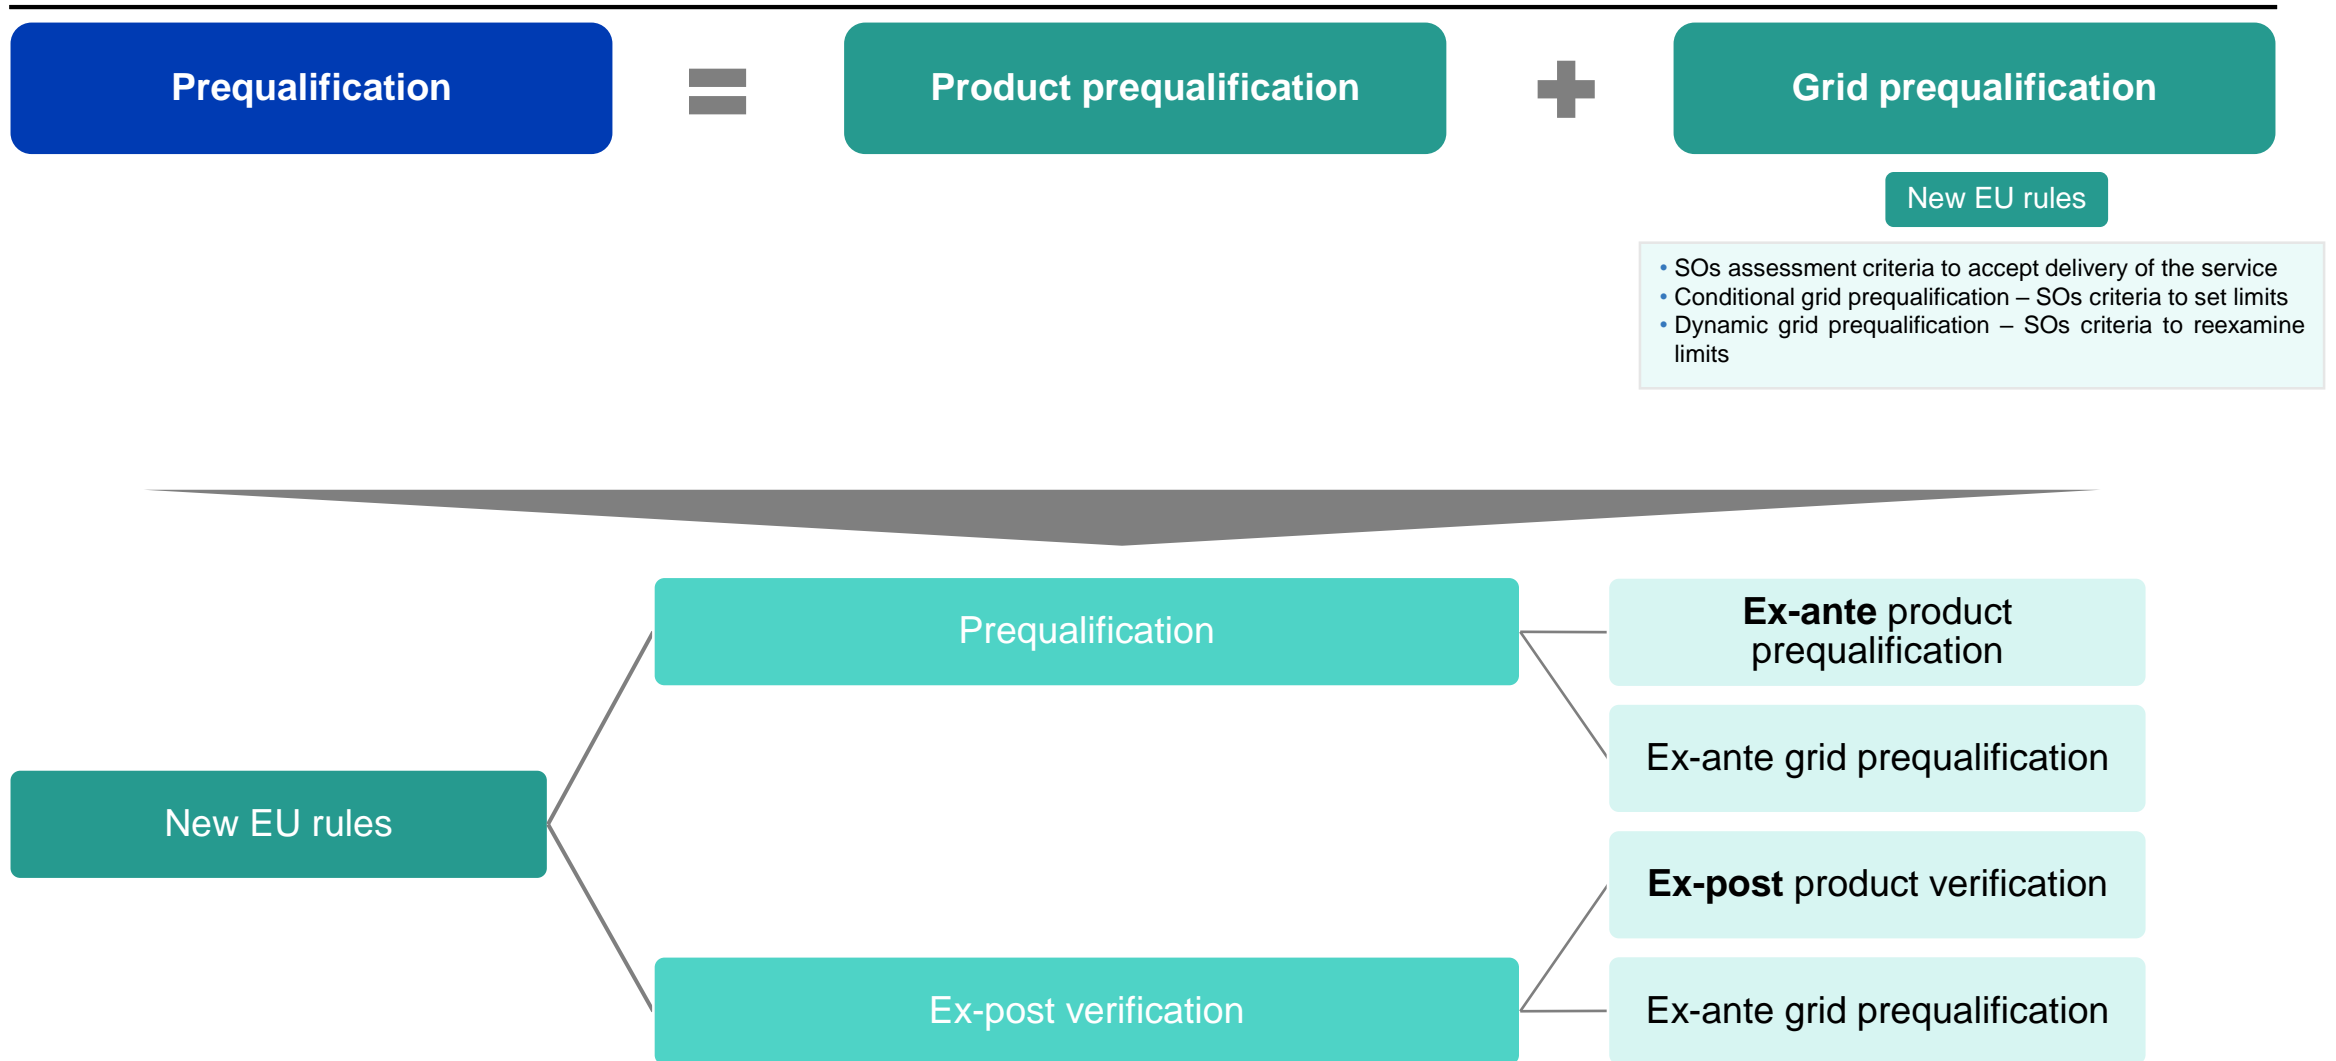 Prequalification
Product prequalification
Grid prequalification
New EU rules
• SOs assessment criteria to accept delivery of the service
• Conditional grid prequalification – SOs criteria to set limits
• Dynamic grid prequalification – SOs criteria to reexamine
limits
Prequalification
Ex-ante product
prequalification
Ex-ante grid prequalification
New EU rules
Ex-post product verification
Ex-post verification
Ex-ante grid prequalification